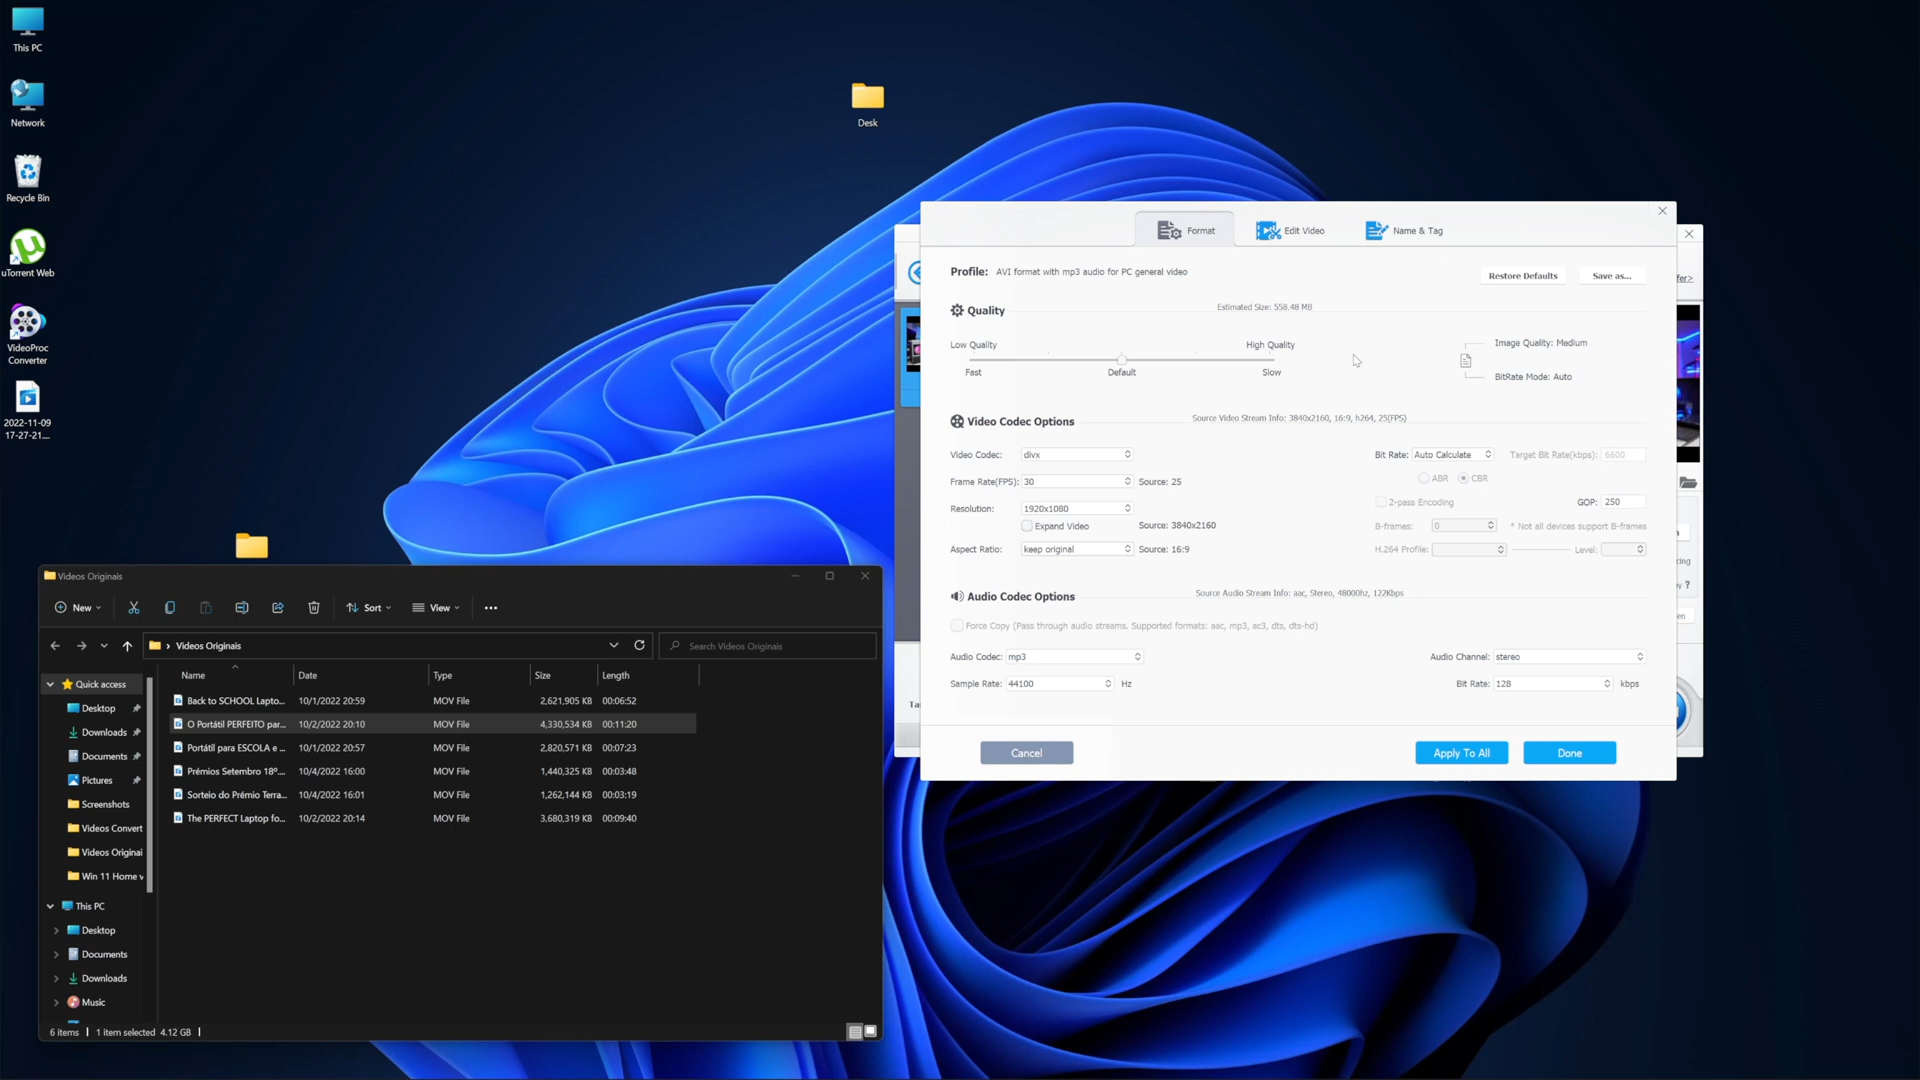 This PC
Network
Recycle Bin
uTorrent Web
VideoProc
Converter
2022-11-09
17-27-21....
Desk
Videos Originais
New
Sort
View
Videos Originais
Search Videos Originais
Name Date Type Size Length
Back to SCHOOL Lapto... 10/1/2022 20:59 MOV File 2,621,905 KB 00:06:52
O Portátil PERFEITO par... 10/2/2022 20:10 MOV File 4,330,534 KB 00:11:20
Portátil para ESCOLA e ... 10/1/2022 20:57 MOV File 2,820,571 KB 00:07:23
Prémios Setembro 18º... 10/4/2022 16:00 MOV File 1,440,325 KB 00:03:48
Sorteio do Prémio Terra... 10/4/2022 16:01 MOV File 1,262,144 KB 00:03:19
The PERFECT Laptop fo... 10/2/2022 20:14 MOV File 3,680,319 KB 00:09:40
Quick access
Desktop
Downloads
Documents
Pictures
Screenshots
Videos Convert
Videos Originai
Win 11 Home v
This PC
Desktop
Documents
Downloads
Music
6 items 1 item selected 4.12 GB
Format Edit Video Name & Tag
Profile: AVI format with mp3 audio for PC general video
Restore Defaults Save as...
Quality
Estimated Size: 558.48 MB
Low Quality High Quality
Fast Default Slow
Image Quality: Medium
BitRate Mode: Auto
Video Codec Options
Source Video Stream Info: 3840x2160, 16:9, h264, 25(FPS)
Video Codec: divx
Frame Rate(FPS): 30 Source: 25
Resolution: 1920x1080
Expand Video Source: 3840x2160
Aspect Ratio: keep original Source: 16:9
Bit Rate: Auto Calculate Target Bit Rate(kbps): 6600
ABR CBR
2-pass Encoding GOP: 250
B-frames: 0 * Not all devices support B-frames
H.264 Profile: Level:
Audio Codec Options
Source Audio Stream Info: aac, Stereo, 48000hz, 122Kbps
Force Copy (Pass through audio streams. Supported formats: aac, mp3, ac3, dts, dts-hd)
Audio Codec: mp3 Audio Channel: stereo
Sample Rate: 44100 Hz Bit Rate: 128 kbps
Cancel Apply To All Done
fer>
cing
y ?
en
Ta